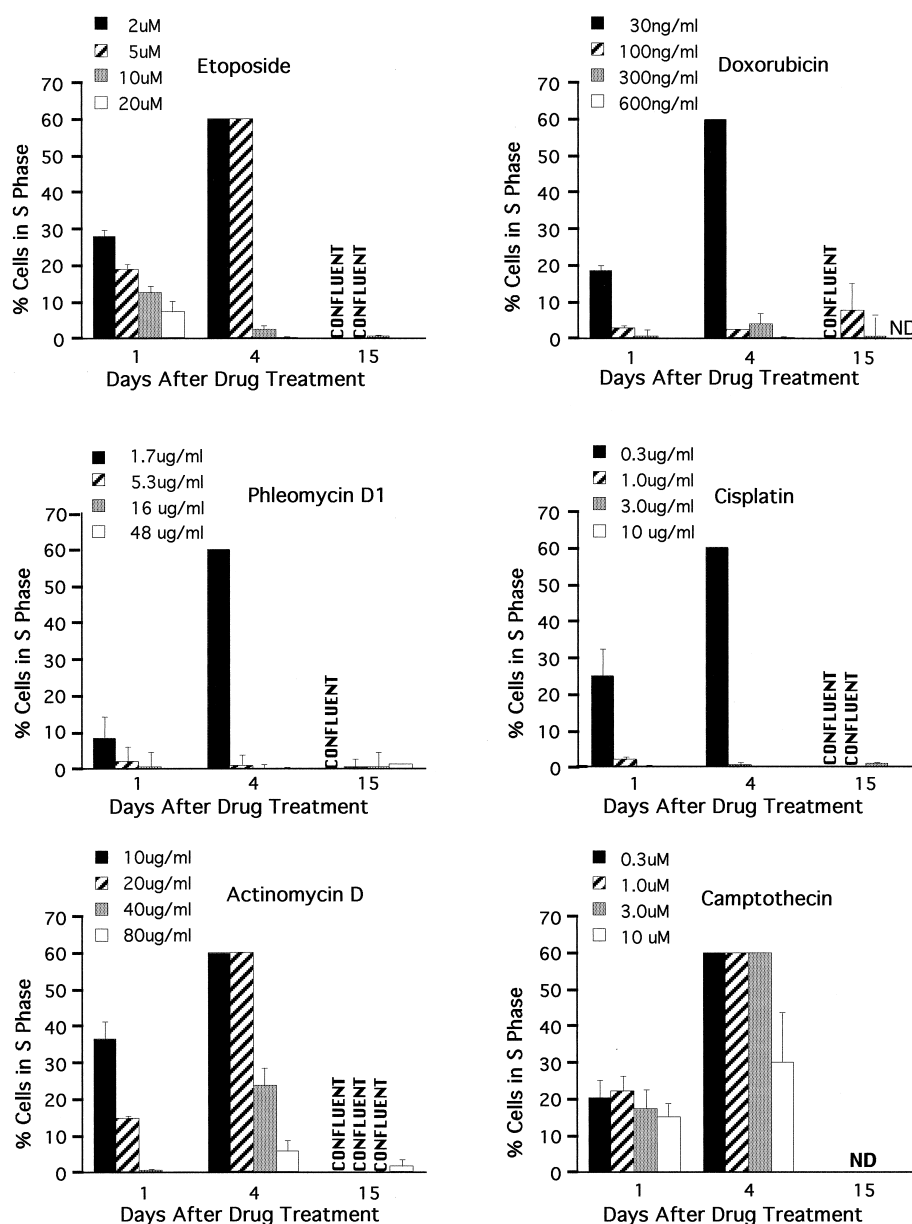 2uM
5uM
10uM
20uM
Etoposide
% Cells in S Phase
70
60
50
40
30
20
10
0
CONFLUENT
CONFLUENT
1 4 15
Days After Drug Treatment
30ng/ml
100ng/ml
300ng/ml
600ng/ml
Doxorubicin
% Cells in S Phase
70
60
50
40
30
20
10
0
CONFLUENT
ND
1 4 15
Days After Drug Treatment
1.7ug/ml
5.3ug/ml
16 ug/ml
48 ug/ml
Phleomycin D1
% Cells in S Phase
70
60
50
40
30
20
10
0
CONFLUENT
1 4 15
Days After Drug Treatment
0.3ug/ml
1.0ug/ml
3.0ug/ml
10 ug/ml
Cisplatin
% Cells in S Phase
70
60
50
40
30
20
10
0
CONFLUENT
CONFLUENT
1 4 15
Days After Drug Treatment
10ug/ml
20ug/ml
40ug/ml
80ug/ml
Actinomycin D
% Cells in S Phase
70
60
50
40
30
20
10
0
CONFLUENT
CONFLUENT
CONFLUENT
1 4 15
Days After Drug Treatment
0.3uM
1.0uM
3.0uM
10 uM
Camptothecin
% Cells in S Phase
70
60
50
40
30
20
10
0
ND
1 4 15
Days After Drug Treatment